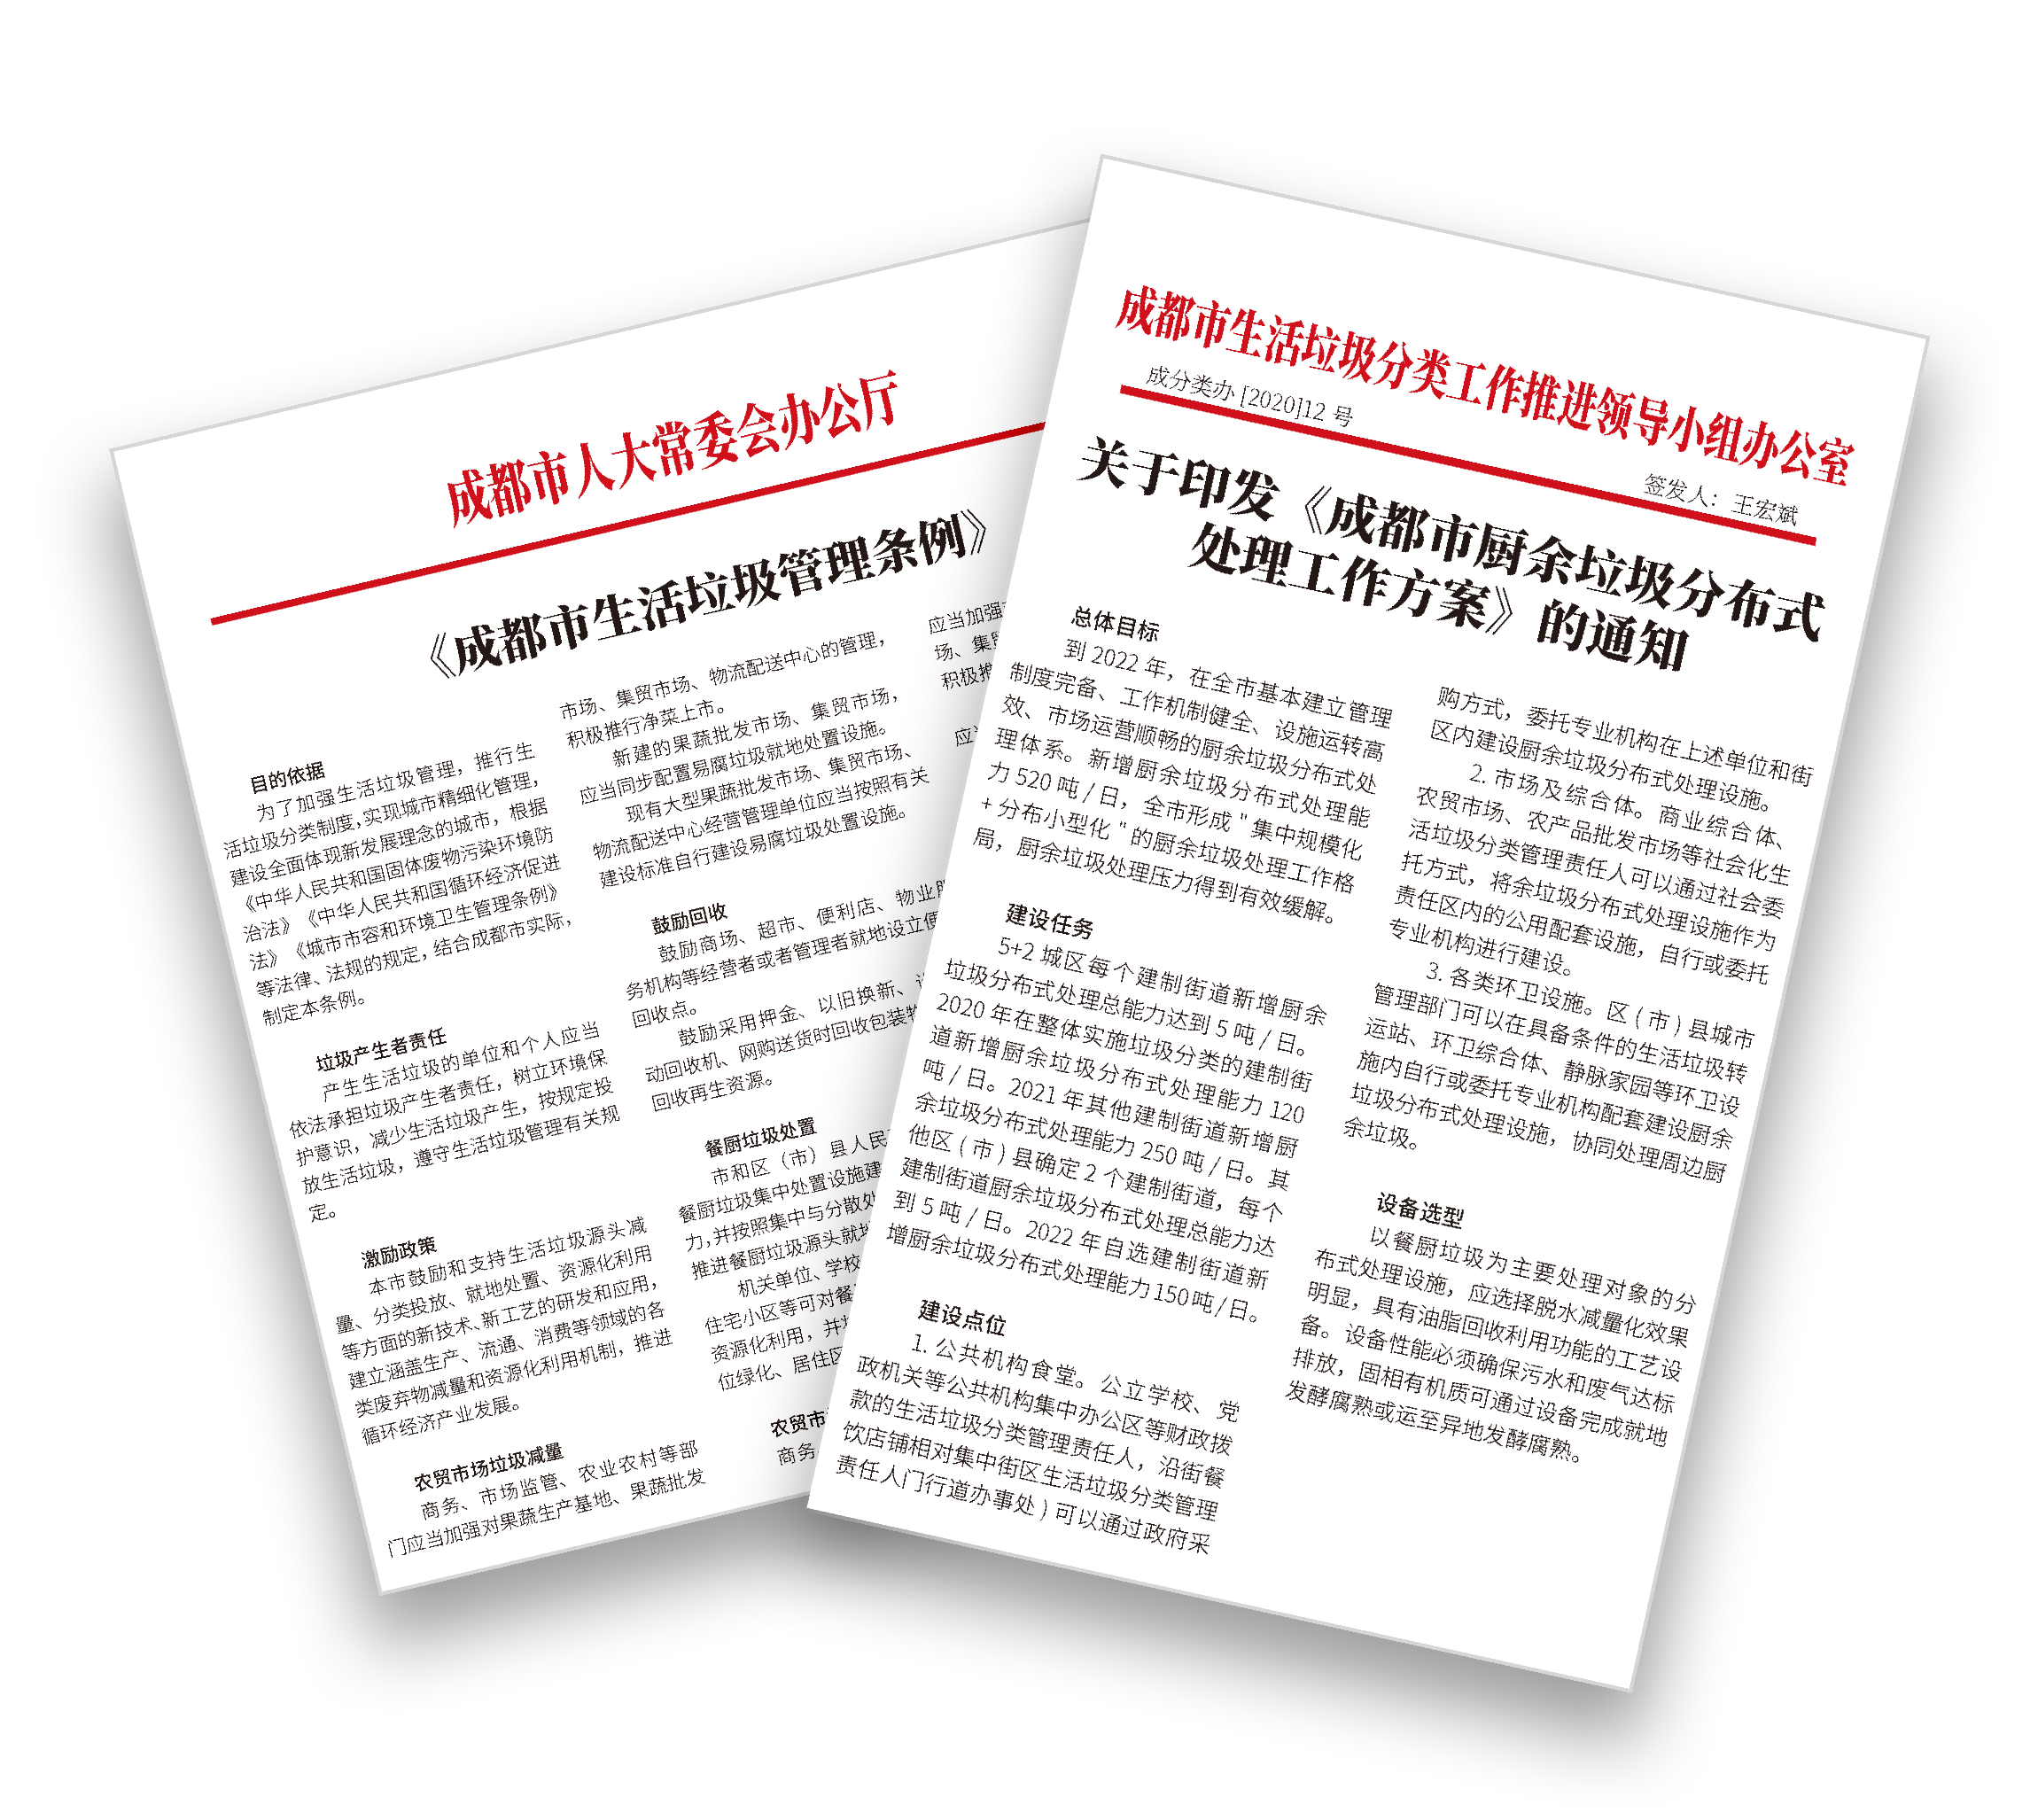 成都市人大常委会办公厅
《成都市生活垃圾管理条例》
目的依据
为了加强生活垃圾管理，推行生
活垃圾分类制度，实现城市精细化管理，
建设全面体现新发展理念的城市，根据
《中华人民共和国固体废物污染环境防
治法》《中华人民共和国循环经济促进
法》《城市市容和环境卫生管理条例》
等法律、法规的规定，结合成都市实际，
制定本条例。
垃圾产生者责任
产生生活垃圾的单位和个人应当
依法承担垃圾产生者责任，树立环境保
护意识，减少生活垃圾产生，按规定投
放生活垃圾，遵守生活垃圾管理有关规
定。
激励政策
本市鼓励和支持生活垃圾源头减
量、分类投放、就地处置、资源化利用
等方面的新技术、新工艺的研发和应用，
建立涵盖生产、流通、消费等领域的各
类废弃物减量和资源化利用机制，推进
循环经济产业发展。
农贸市场垃圾减量
商务、市场监管、农业农村等部
门应当加强对果蔬生产基地、果蔬批发
市场、集贸市场、物流配送中心的管理，
积极推行净菜上市。
新建的果蔬批发市场、集贸市场，
应当同步配置易腐垃圾就地处置设施。
现有大型果蔬批发市场、集贸市场、
物流配送中心经营管理单位应当按照有关
建设标准自行建设易腐垃圾处置设施。
鼓励回收
鼓励商场、超市、便利店、物业
务机构等经营者或者管理者就地设立便
回收点。
鼓励采用押金、以旧换新、
动回收机、网购送货时回收包装物
回收再生资源。
餐厨垃圾处置
市和区（市）县人民
餐厨垃圾集中处置设施建
力，并按照集中与分散处
推进餐厨垃圾源头就地
机关单位、学校
住宅小区等可对餐
资源化利用，并
位绿化、居住区
农贸市
商务、
应当加强
场、集贸
积极推
应当
成都市生活垃圾分类工作推进领导小组办公室
成分类办 [2020]12 号
签发人：王宏斌
关于印发《成都市厨余垃圾分布式
处理工作方案》的通知
总体目标
到 2022 年，在全市基本建立管理
制度完备、工作机制健全、设施运转高
效、市场运营顺畅的厨余垃圾分布式处
理体系。新增厨余垃圾分布式处理能
力 520 吨 / 日，全市形成 " 集中规模化
+ 分布小型化 " 的厨余垃圾处理工作格
局，厨余垃圾处理压力得到有效缓解。
建设任务
5+2 城区每个建制街道新增厨余
垃圾分布式处理总能力达到 5 吨 / 日。
2020 年在整体实施垃圾分类的建制街
道新增厨余垃圾分布式处理能力 120
吨 / 日。2021 年其他建制街道新增厨
余垃圾分布式处理能力 250 吨 / 日。其
他区 ( 市 ) 县确定 2 个建制街道，每个
建制街道厨余垃圾分布式处理总能力达
到 5 吨 / 日。2022 年自选建制街道新
增厨余垃圾分布式处理能力 150 吨 / 日。
建设点位
1. 公共机构食堂。公立学校、党
政机关等公共机构集中办公区等财政拨
款的生活垃圾分类管理责任人，沿街餐
饮店铺相对集中街区生活垃圾分类管理
责任人门行道办事处 ) 可以通过政府采
购方式，委托专业机构在上述单位和街
区内建设厨余垃圾分布式处理设施。
2. 市场及综合体。商业综合体、
农贸市场、农产品批发市场等社会化生
活垃圾分类管理责任人可以通过社会委
托方式，将余垃圾分布式处理设施作为
责任区内的公用配套设施，自行或委托
专业机构进行建设。
3. 各类环卫设施。区 ( 市 ) 县城市
管理部门可以在具备条件的生活垃圾转
运站、环卫综合体、静脉家园等环卫设
施内自行或委托专业机构配套建设厨余
垃圾分布式处理设施，协同处理周边厨
余垃圾。
设备选型
以餐厨垃圾为主要处理对象的分
布式处理设施，应选择脱水减量化效果
明显，具有油脂回收利用功能的工艺设
备。设备性能必须确保污水和废气达标
排放，固相有机质可通过设备完成就地
发酵腐熟或运至异地发酵腐熟。